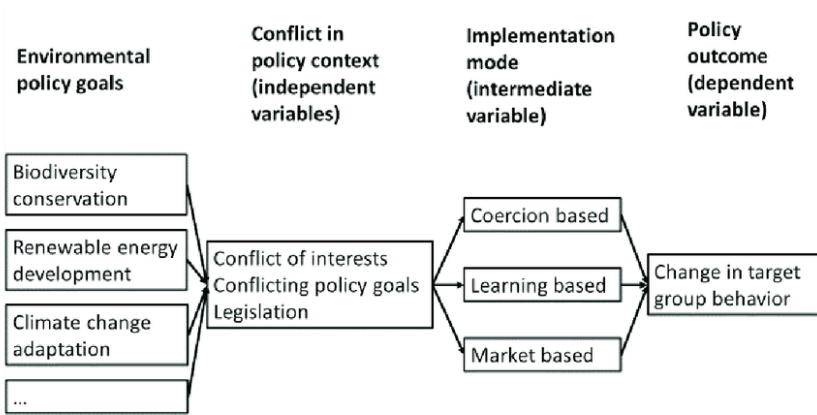 Environmental
policy goals
Conflict in
policy context
(independent
variables)
Implementation
mode
(intermediate
variable)
Policy
outcome
(dependent
variable)
Biodiversity
conservation
Renewable energy
development
Climate change
adaptation
...
Conflict of interests
Conflicting policy goals
Legislation
Coercion based
Learning based
Market based
Change in target
group behavior